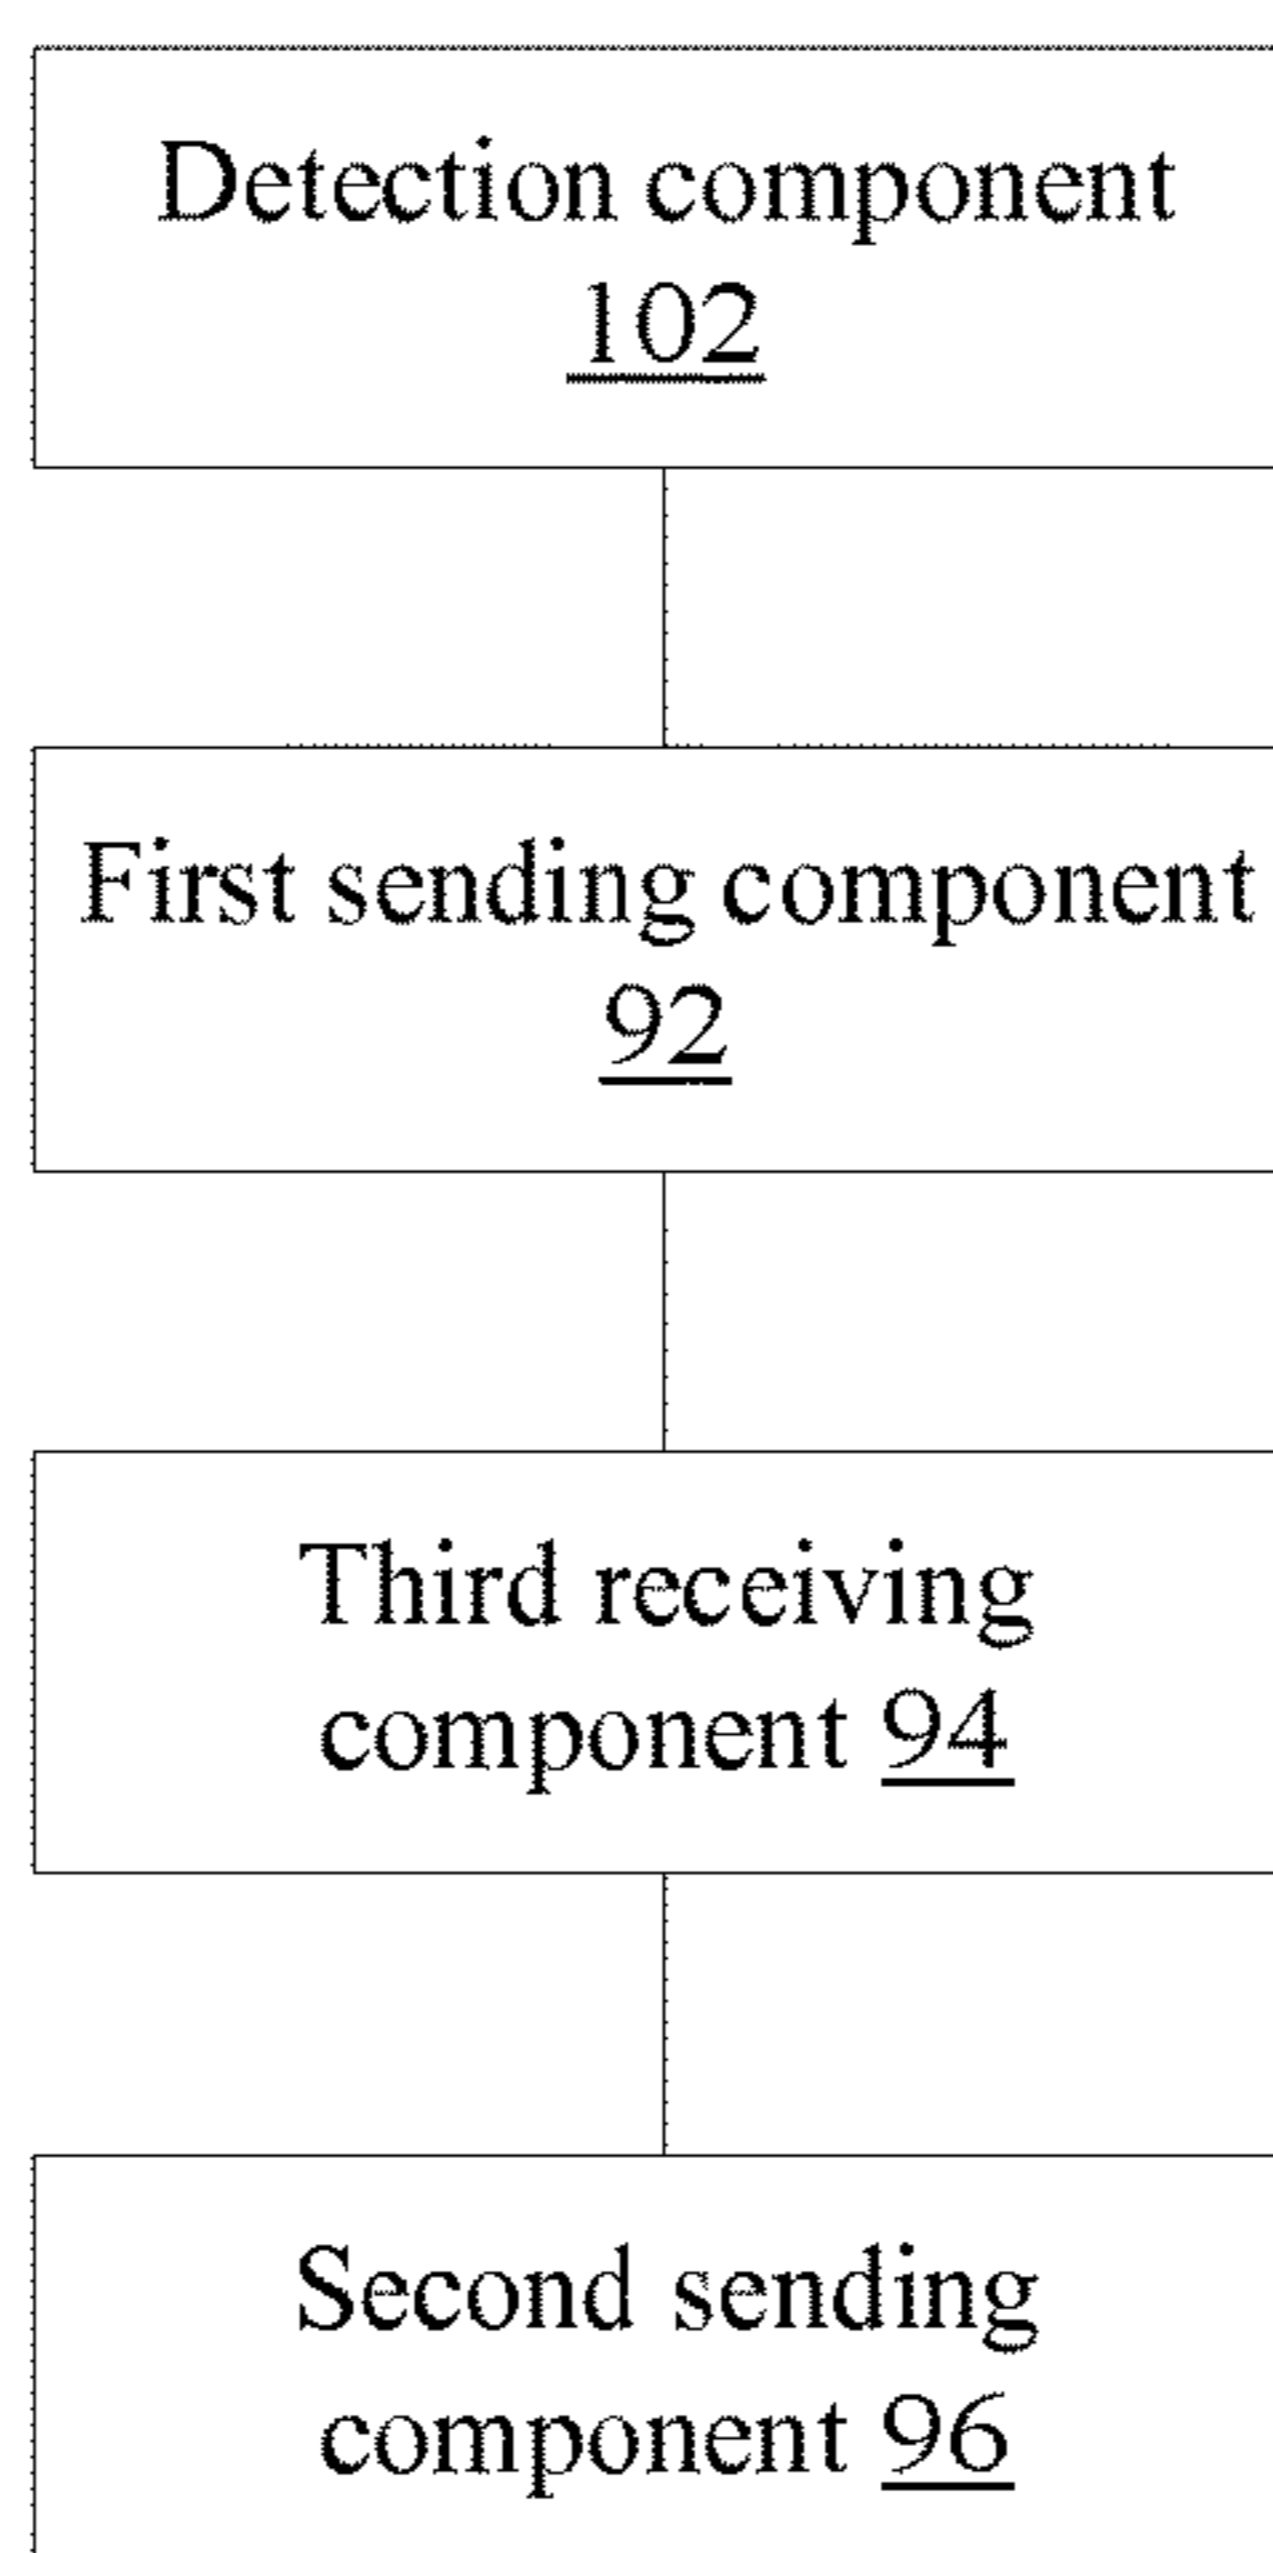 Detection component
102
First sending component
92
Third receiving
component 94
Second sending
component 96